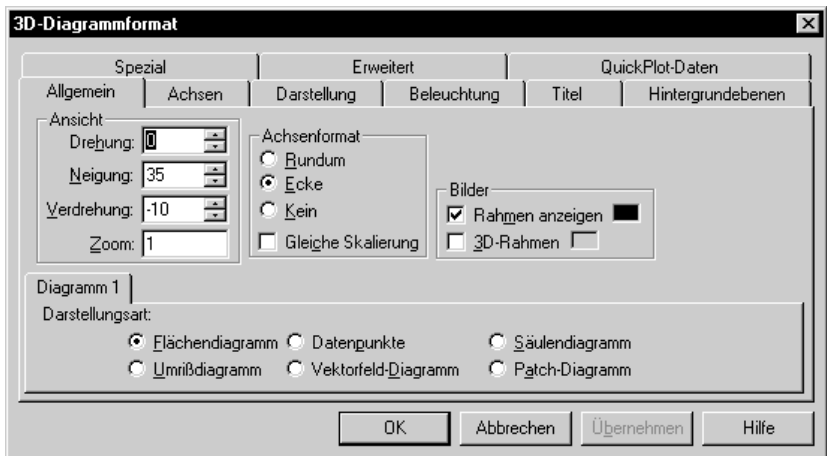 3D-Diagrammformat
Spezial Erweitert QuickPlot-Daten
Allgemein Achsen Darstellung Beleuchtung Titel Hintergrundebenen
Ansicht
Drehung: 0
Neigung: 35
Verdrehung: -10
Zoom: 1
Achsenformat
Rundum
Ecke
Kein
Gleiche Skalierung
Bilder
Rahmen anzeigen
3D-Rahmen
Diagramm 1
Darstellungsart:
Flächendiagramm Datenpunkte Säulendiagramm
Umrißdiagramm Vektorfeld-Diagramm Patch-Diagramm
OK Abbrechen Übernehmen Hilfe